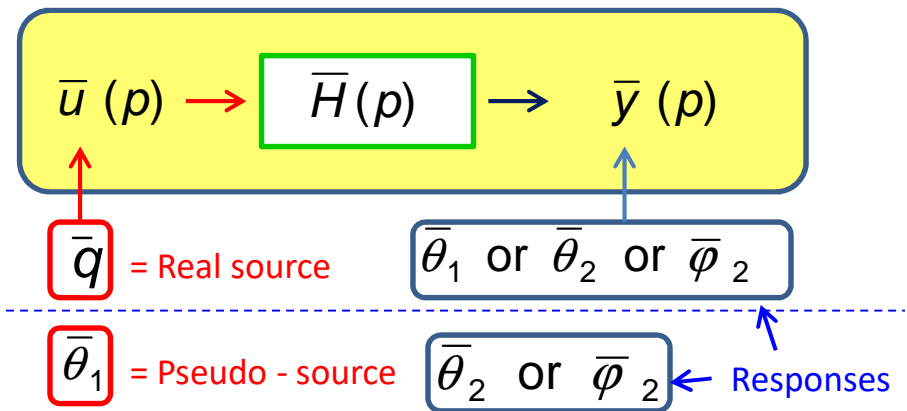 u̅ (p) → H̅(p) → y̅ (p)
q̅ = Real source θ̅₁ or θ̅₂ or φ̅ ₂
θ̅₁ = Pseudo - source θ̅₂ or φ̅ ₂ Responses